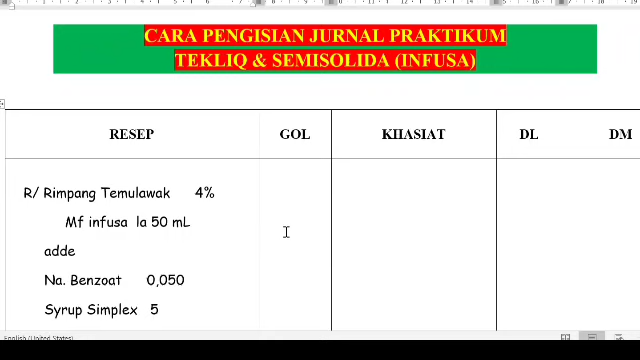 CARA PENGISIAN JURNAL PRAKTIKUM
TEKLIQ & SEMISOLIDA (INFUSA)
RESEP GOL KHASIAT DL DM
R/ Rimpang Temulawak 4%
Mf infusa la 50 mL
adde
Na. Benzoat 0,050
Syrup Simplex 5
English (United States)